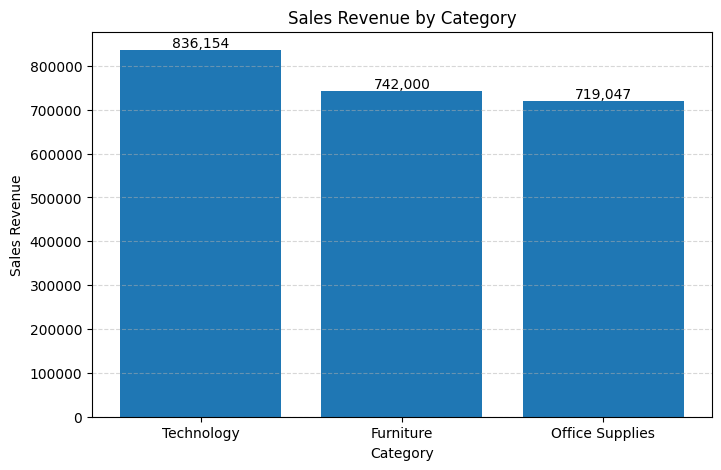 Sales Revenue by Category
836,154
742,000
719,047
800000
700000
600000
500000
400000
300000
200000
100000
0
Sales Revenue
Technology
Furniture
Office Supplies
Category